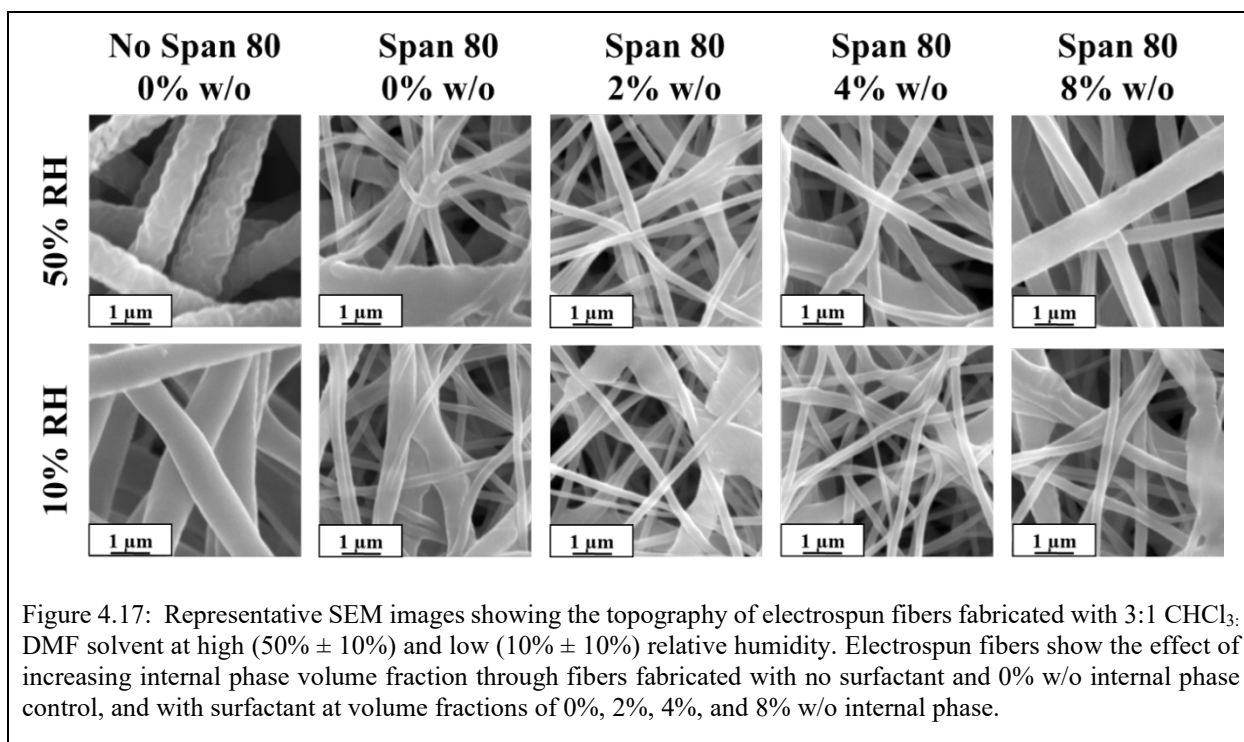 No Span 80 Span 80 Span 80 Span 80 Span 80
0% w/o 0% w/o 2% w/o 4% w/o 8% w/o
50% RH
1 µm 1 µm 1 µm 1 µm 1 µm
10% RH
1 µm 1 µm 1 µm 1 µm 1 µm
Figure 4.17: Representative SEM images showing the topography of electrospun fibers fabricated with 3:1 CHCl₃:
DMF solvent at high (50% ± 10%) and low (10% ± 10%) relative humidity. Electrospun fibers show the effect of
increasing internal phase volume fraction through fibers fabricated with no surfactant and 0% w/o internal phase
control, and with surfactant at volume fractions of 0%, 2%, 4%, and 8% w/o internal phase.